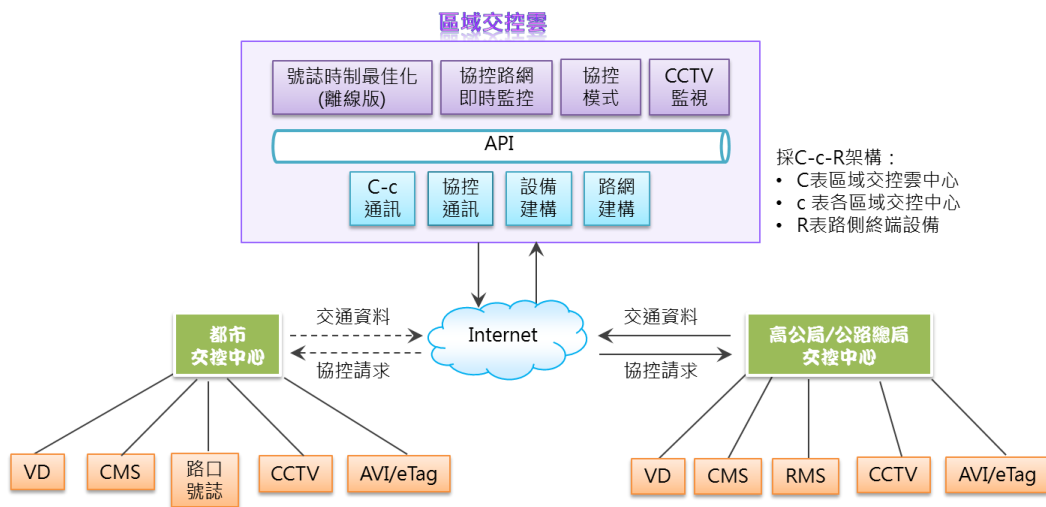 區域交控雲
號誌時制最佳化
(離線版)
協控路網
即時監控
協控
模式
CCTV
監視
API
C-c
通訊
協控
通訊
設備
建構
路網
建構
採C-c-R架構：
• C表區域交控雲中心
• c 表各區域交控中心
• R表路側終端設備
都市
交控中心
交通資料
協控請求
Internet
交通資料
協控請求
高公局/公路總局
交控中心
VD
CMS
路口
號誌
CCTV
AVI/eTag
VD
CMS
RMS
CCTV
AVI/eTag